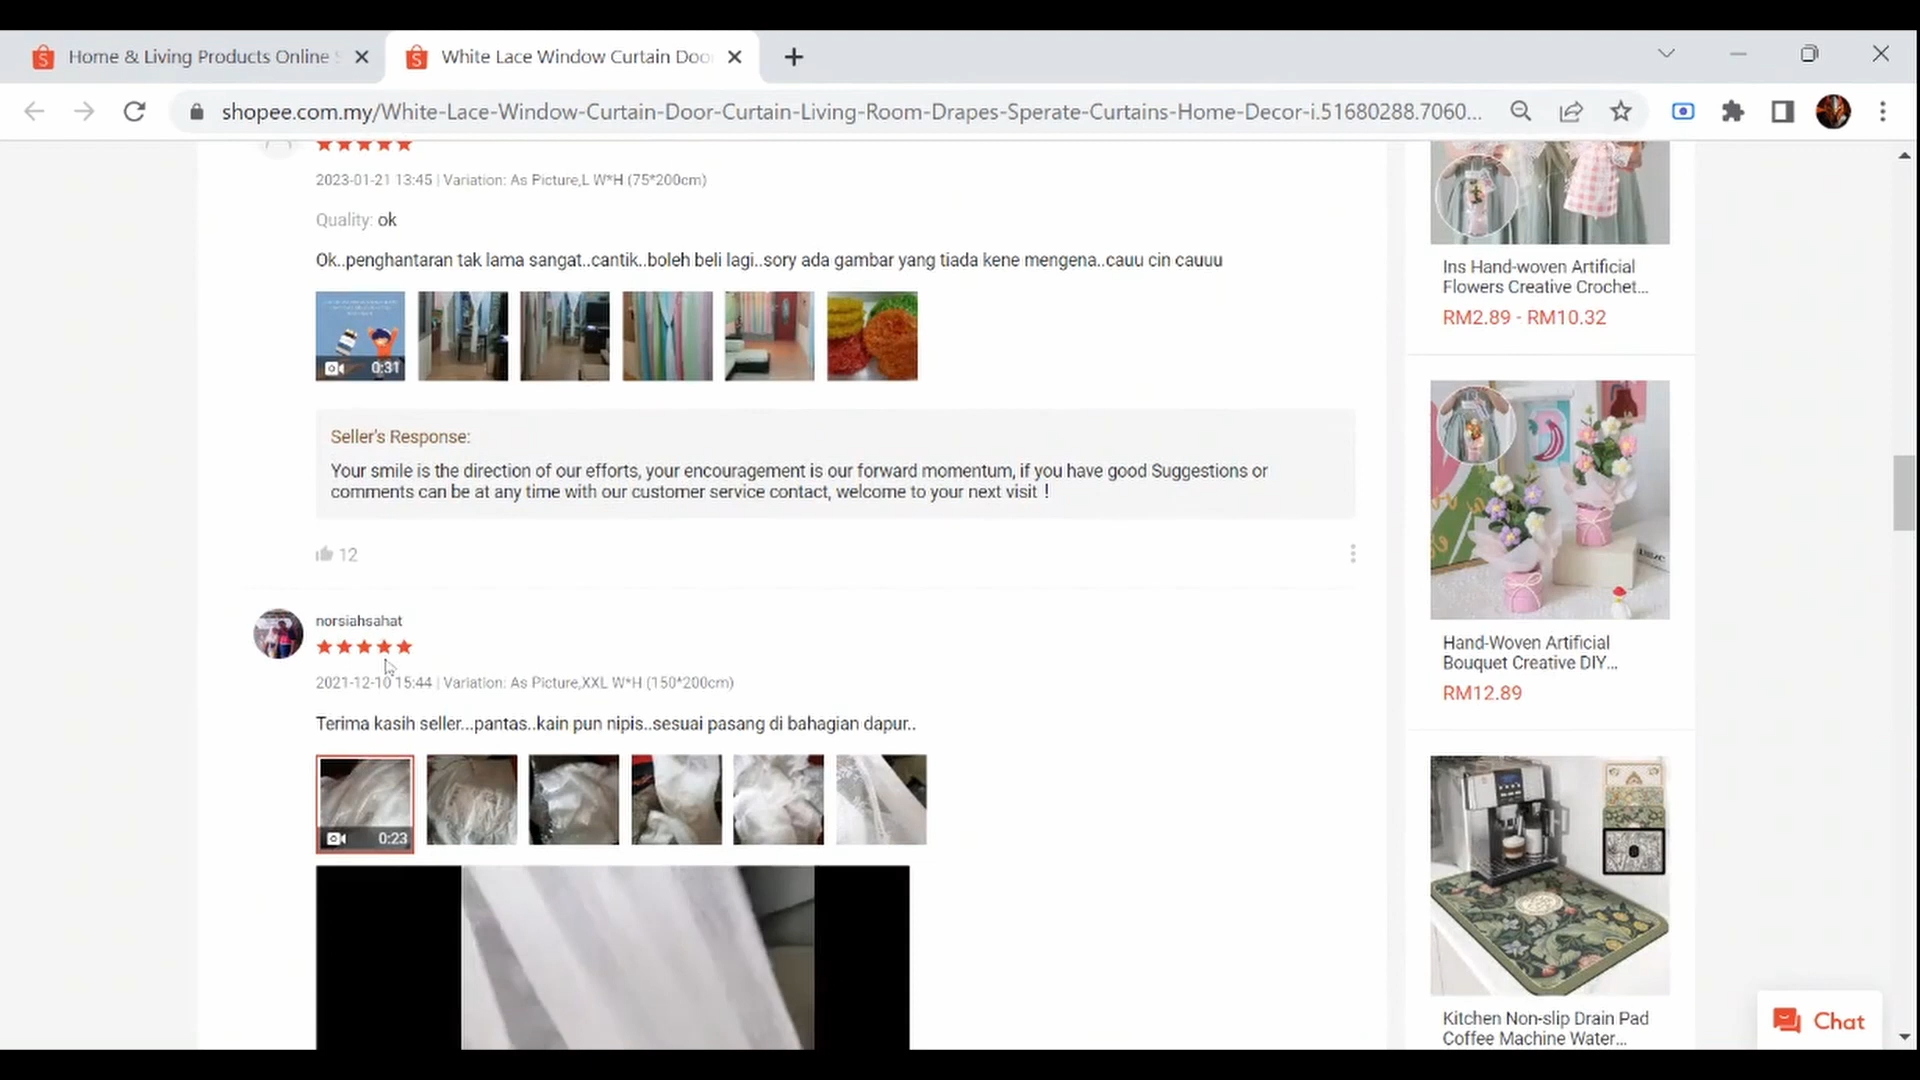 Home & Living Products Online
White Lace Window Curtain Doo
shopee.com.my/White-Lace-Window-Curtain-Door-Curtain-Living-Room-Drapes-Sperate-Curtains-Home-Decor-i.51680288.7060...
2023-01-21 13:45 | Variation: As Picture,L W*H (75*200cm)
Quality: ok
Ok..penghantaran tak lama sangat..cantik..boleh beli lagi..sory ada gambar yang tiada kene mengena..cauu cin cauuu
0:31
Seller's Response:
Your smile is the direction of our efforts, your encouragement is our forward momentum, if you have good Suggestions or
comments can be at any time with our customer service contact, welcome to your next visit！
12
norsiahsahat
2021-12-10 15:44 | Variation: As Picture,XXL W*H (150*200cm)
Terima kasih seller...pantas..kain pun nipis..sesuai pasang di bahagian dapur..
0:23
Ins Hand-woven Artificial
Flowers Creative Crochet...
RM2.89 - RM10.32
Hand-Woven Artificial
Bouquet Creative DIY...
RM12.89
Kitchen Non-slip Drain Pad
Coffee Machine Water...
Chat